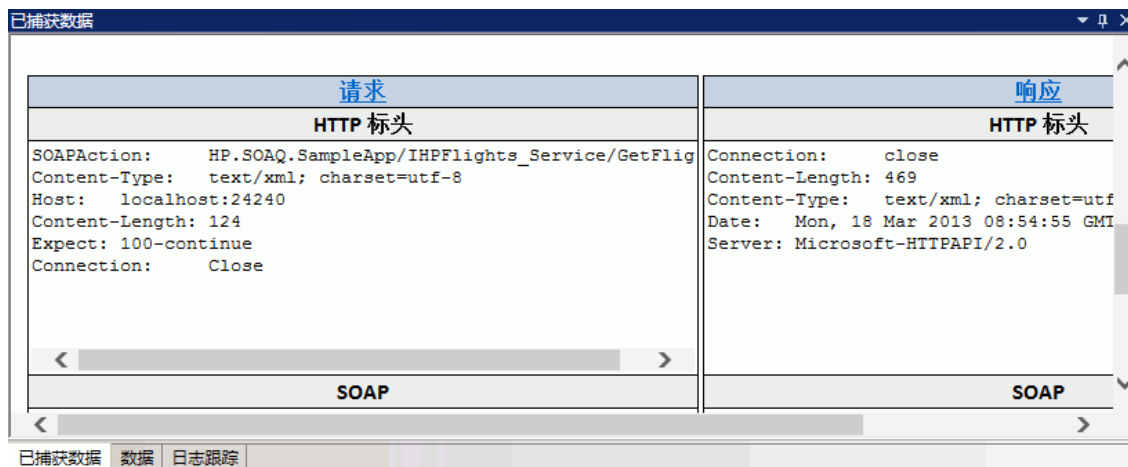 已捕获数据
请求
HTTP 标头
SOAPAction: HP.SOAQ.SampleApp/IHPFlights_Service/GetFlig
Content-Type: text/xml; charset=utf-8
Host: localhost:24240
Content-Length: 124
Expect: 100-continue
Connection: Close
SOAP
响应
HTTP 标头
Connection: close
Content-Length: 469
Content-Type: text/xml; charset=utf
Date: Mon, 18 Mar 2013 08:54:55 GMT
Server: Microsoft-HTTPAPI/2.0
SOAP
已捕获数据 数据 日志跟踪